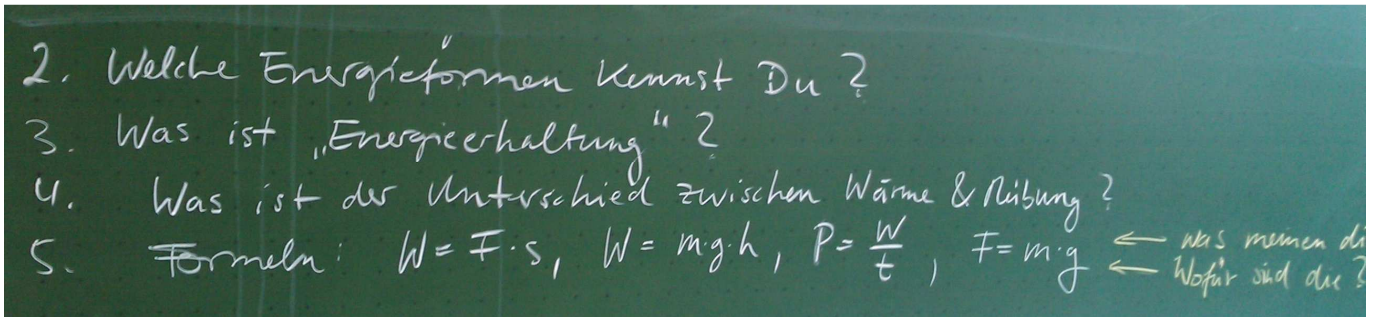 2. Welche Energieformen kennst Du?
3. Was ist „Energieerhaltung“?
4. Was ist der Unterschied zwischen Wärme & Reibung?
5. Formeln: W = F·s, W = m·g·h, P = W/t, F = m·g ← was meinen di
← Wofür sind die?